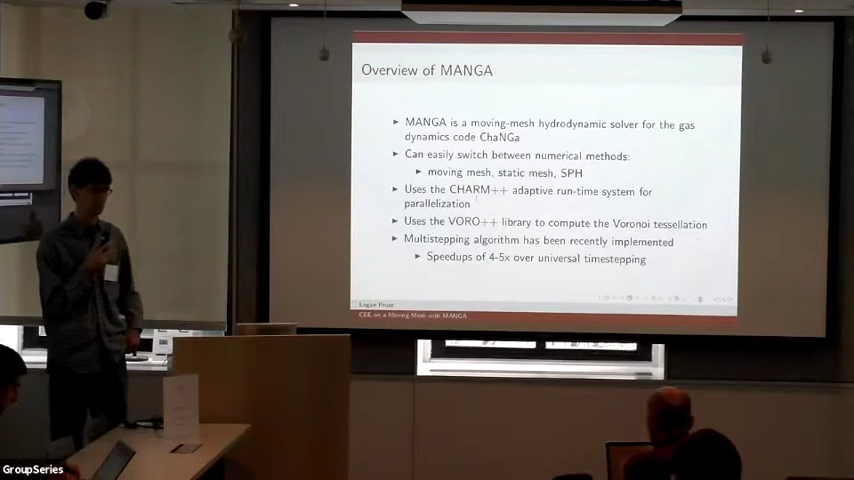 Overview of MANGA
MANGA is a moving-mesh hydrodynamic solver for the gas
dynamics code ChaNGa
Can easily switch between numerical methods:
moving mesh, static mesh, SPH
Uses the CHARM++ adaptive run-time system for
parallelization
Uses the VORO++ library to compute the Voronoi tessellation
Multistepping algorithm has been recently implemented
Speedups of 4-5x over universal timestepping
Logan Prust
CEE on a Moving Mesh with MANGA
GroupSeries